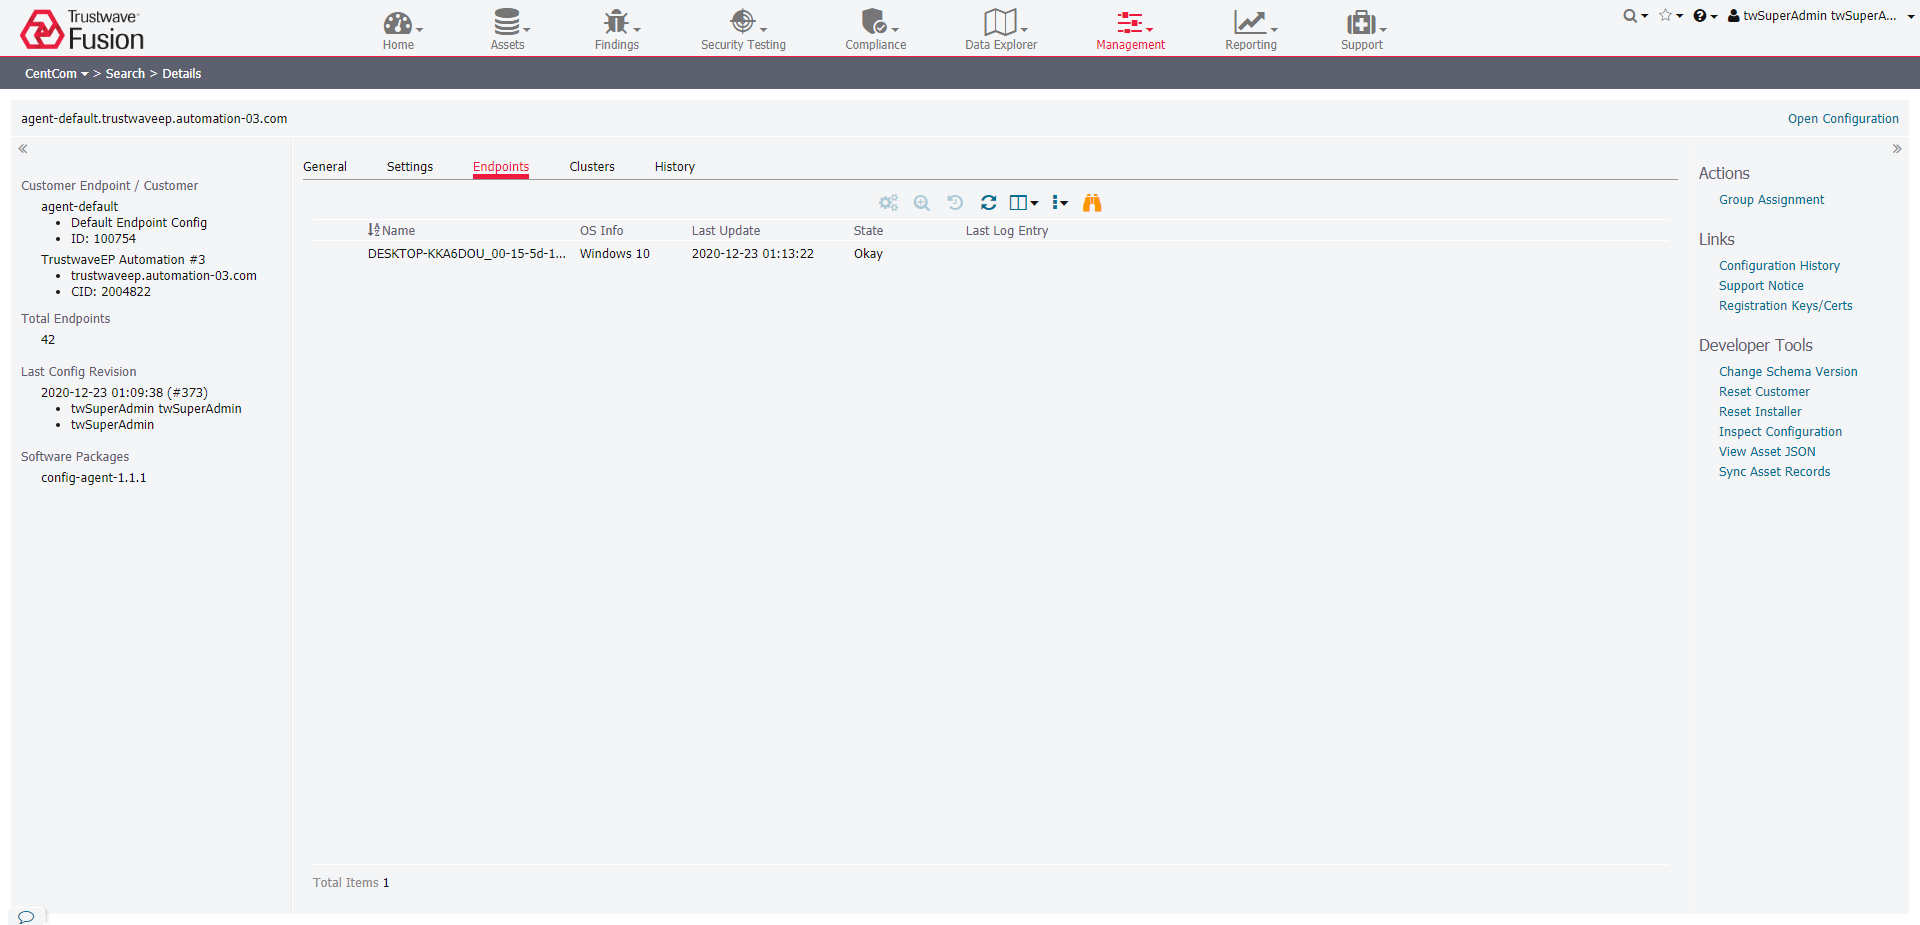 Trustwave®
Fusion
Home
Assets
Findings
Security Testing
Compliance
Data Explorer
Management
Reporting
Support
twSuperAdmin twSuperA...
CentCom > Search > Details
agent-default.trustwaveep.automation-03.com
Open Configuration
Customer Endpoint / Customer
agent-default
• Default Endpoint Config
• ID: 100754
TrustwaveEP Automation #3
• trustwaveep.automation-03.com
• CID: 2004822
Total Endpoints
42
Last Config Revision
2020-12-23 01:09:38 (#373)
• twSuperAdmin twSuperAdmin
• twSuperAdmin
Software Packages
config-agent-1.1.1
General Settings Endpoints Clusters History
Name OS Info Last Update State Last Log Entry
DESKTOP-KKA6DOU_00-15-5d-1... Windows 10 2020-12-23 01:13:22 Okay
Total Items 1
Actions
Group Assignment
Links
Configuration History
Support Notice
Registration Keys/Certs
Developer Tools
Change Schema Version
Reset Customer
Reset Installer
Inspect Configuration
View Asset JSON
Sync Asset Records